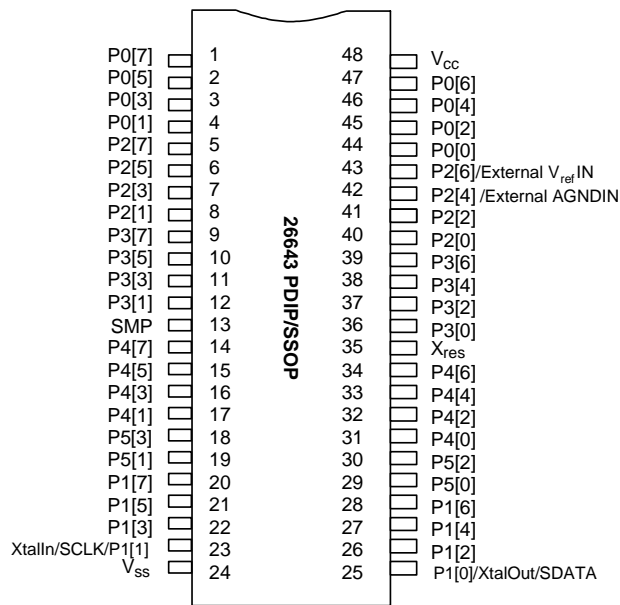 P0[7] 1 48 Vcc
P0[5] 2 47 P0[6]
P0[3] 3 46 P0[4]
P0[1] 4 45 P0[2]
P2[7] 5 44 P0[0]
P2[5] 6 43 P2[6]/External VrefIN
P2[3] 7 42 P2[4] /External AGNDIN
P2[1] 8 41 P2[2]
P3[7] 9 40 P2[0]
P3[5] 10 39 P3[6]
P3[3] 11 38 P3[4]
P3[1] 12 37 P3[2]
SMP 13 36 P3[0]
P4[7] 14 35 Xres
P4[5] 15 34 P4[6]
P4[3] 16 33 P4[4]
P4[1] 17 32 P4[2]
P5[3] 18 31 P4[0]
P5[1] 19 30 P5[2]
P1[7] 20 29 P5[0]
P1[5] 21 28 P1[6]
P1[3] 22 27 P1[4]
XtalIn/SCLK/P1[1] 23 26 P1[2]
Vss 24 25 P1[0]/XtalOut/SDATA
26643 PDIP/SSOP